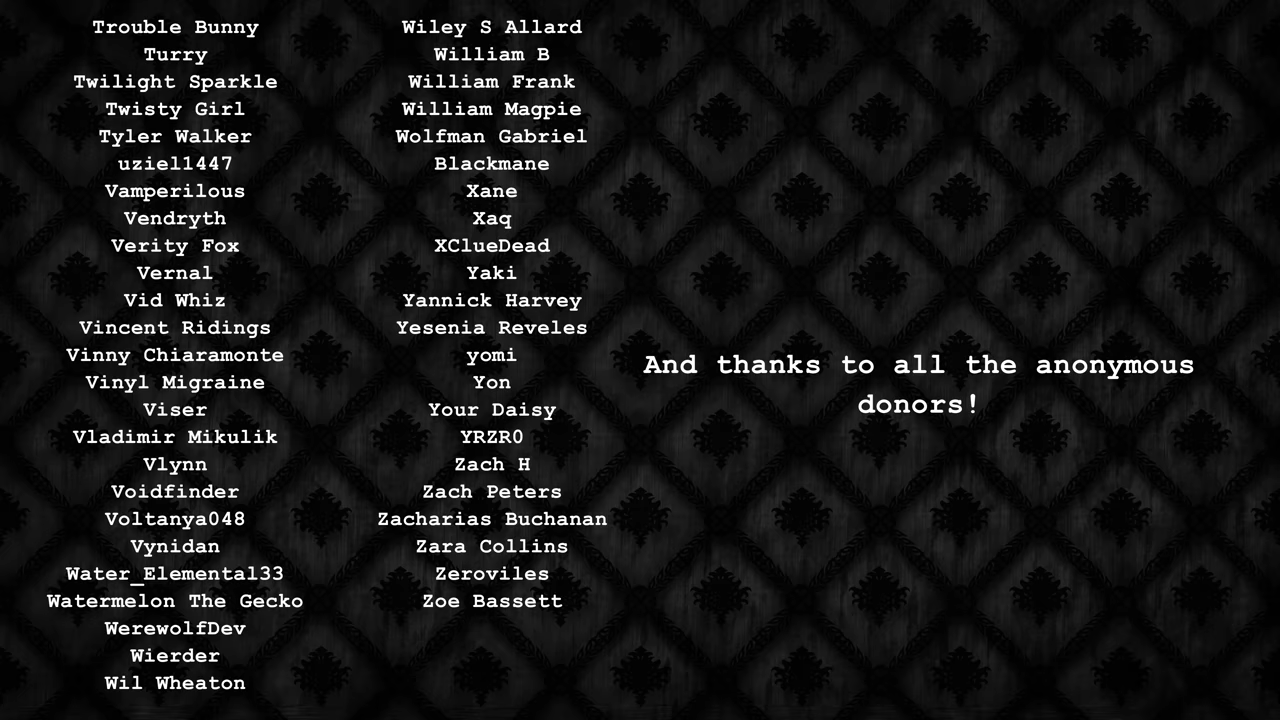 Trouble Bunny
Turry
Twilight Sparkle
Twisty Girl
Tyler Walker
uziel1447
Vamperilous
Vendryth
Verity Fox
Vernal
Vid Whiz
Vincent Ridings
Vinny Chiaramonte
Vinyl Migraine
Viser
Vladimir Mikulik
Vlynn
Voidfinder
Voltanya048
Vynidan
Water_Elemental33
Watermelon The Gecko
WerewolfDev
Wierder
Wil Wheaton
Wiley S Allard
William B
William Frank
William Magpie
Wolfman Gabriel
Blackmane
Xane
Xaq
XClueDead
Yaki
Yannick Harvey
Yesenia Reveles
yomi
Yon
Your Daisy
YRZR0
Zach H
Zach Peters
Zacharias Buchanan
Zara Collins
Zeroviles
Zoe Bassett
And thanks to all the anonymous
donors!